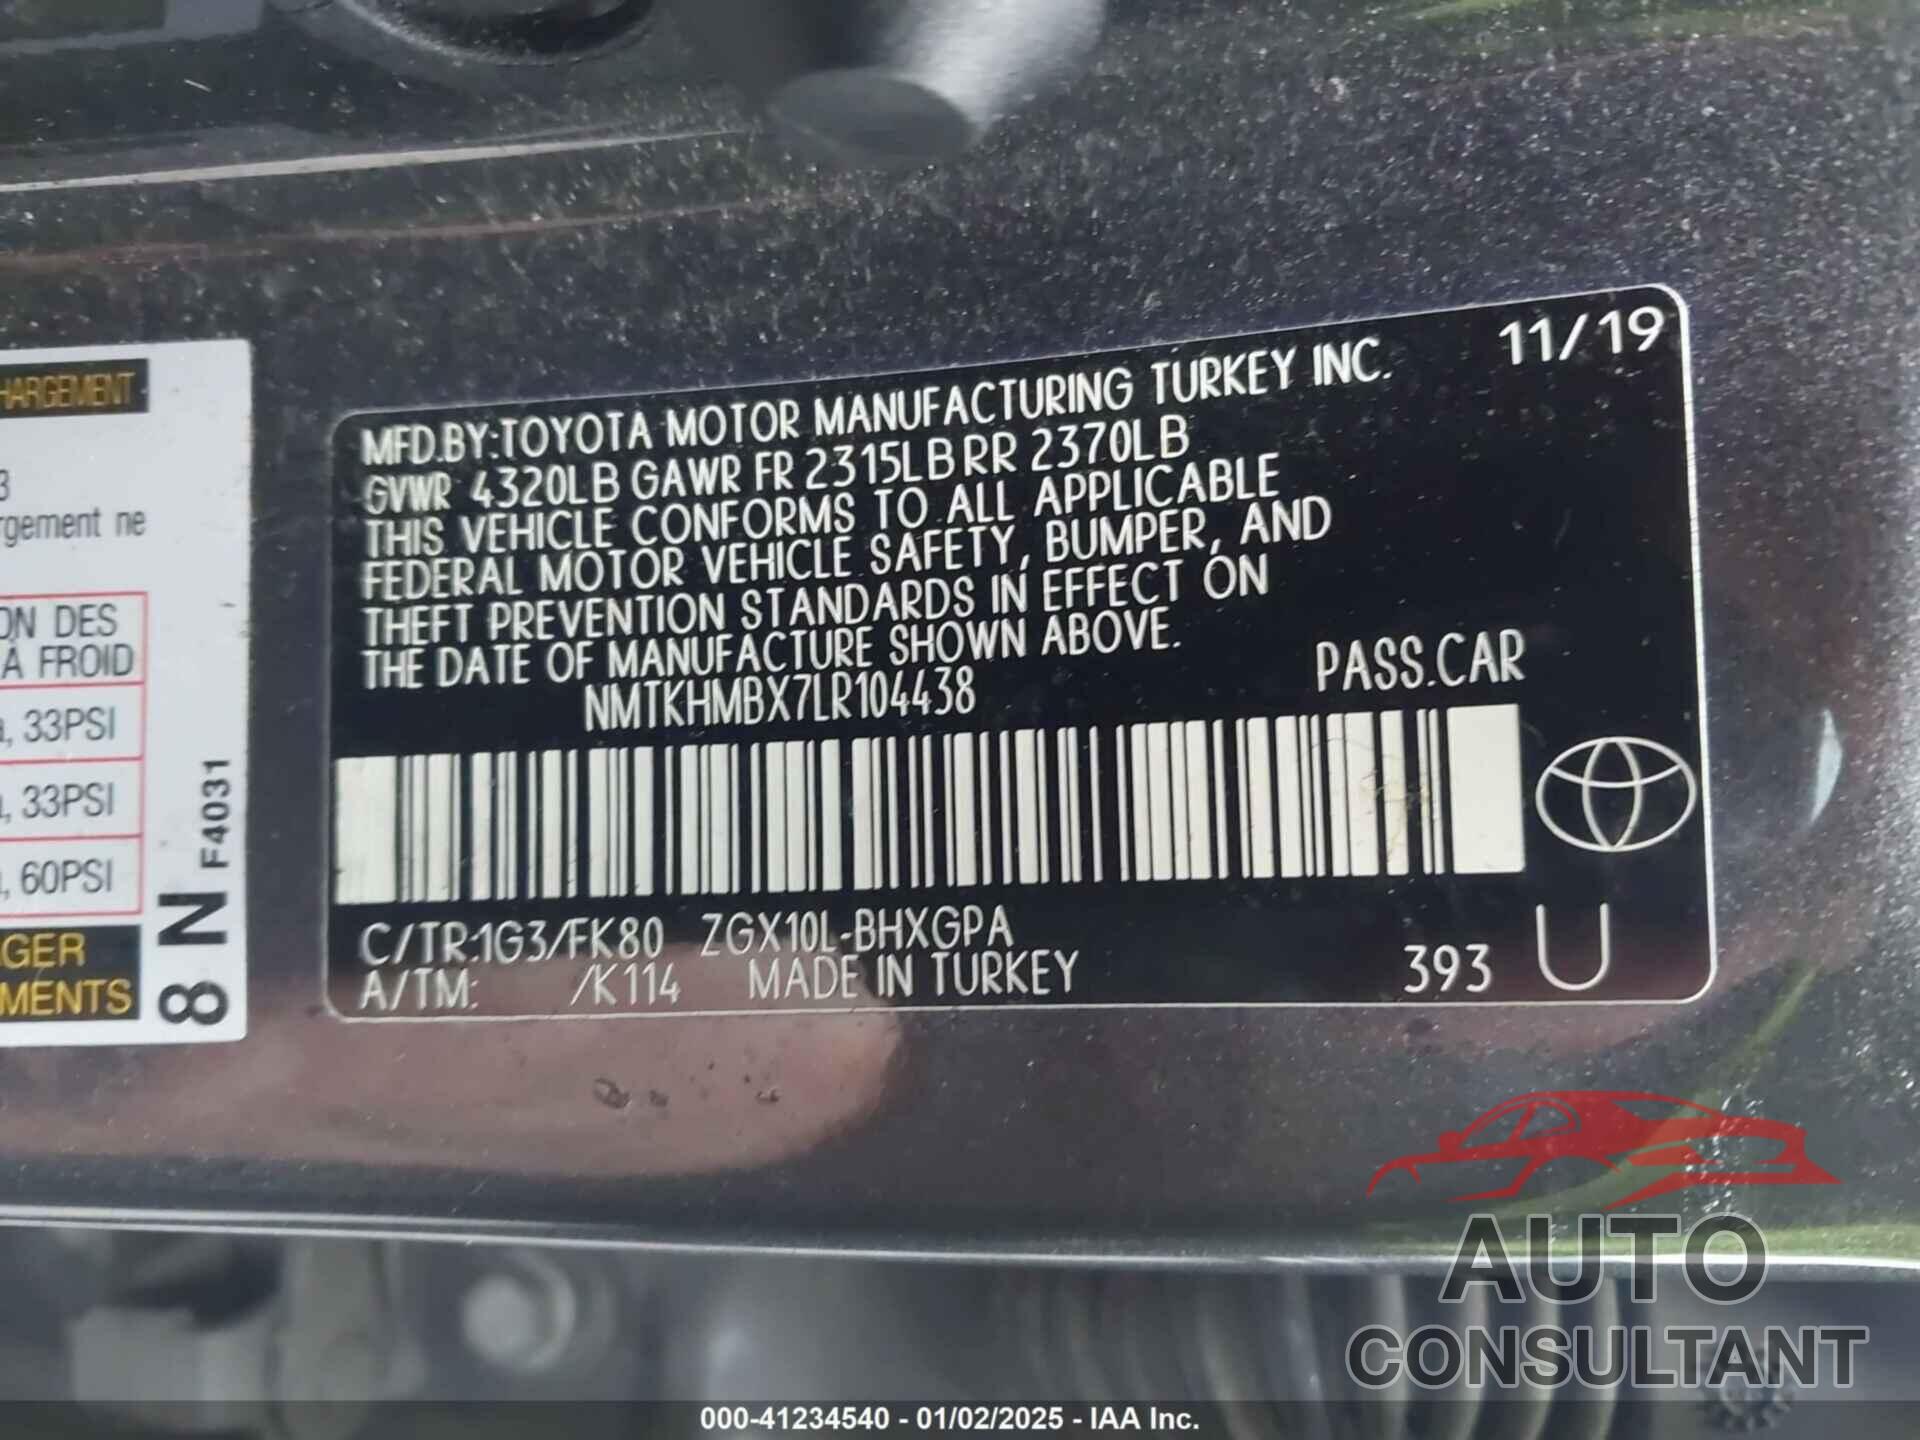 HARGEMENT
3
rgement ne
ON DES
À FROID
a, 33PSI
a, 33PSI
a, 60PSI
GER
MENTS
8 N F4031
11/19
MFD.BY:TOYOTA MOTOR MANUFACTURING TURKEY INC.
GVWR 4320LB GAWR FR 2315LB RR 2370LB
THIS VEHICLE CONFORMS TO ALL APPLICABLE
FEDERAL MOTOR VEHICLE SAFETY, BUMPER, AND
THEFT PREVENTION STANDARDS IN EFFECT ON
THE DATE OF MANUFACTURE SHOWN ABOVE.
NMTKHMBX7LR104438 PASS.CAR
C/TR:1G3/FK80 ZGX10L-BHXGPA
A/TM: /K114 MADE IN TURKEY 393 U
AUTO
CONSULTANT
000-41234540 - 01/02/2025 - IAA Inc.